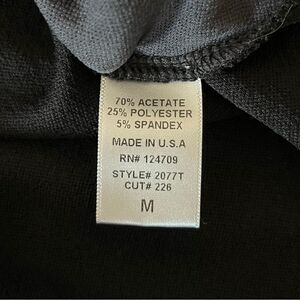 70% ACETATE
25% POLYESTER
5% SPANDEX
MADE IN U.S.A
RN# 124709
STYLE# 2077T
CUT# 226
M